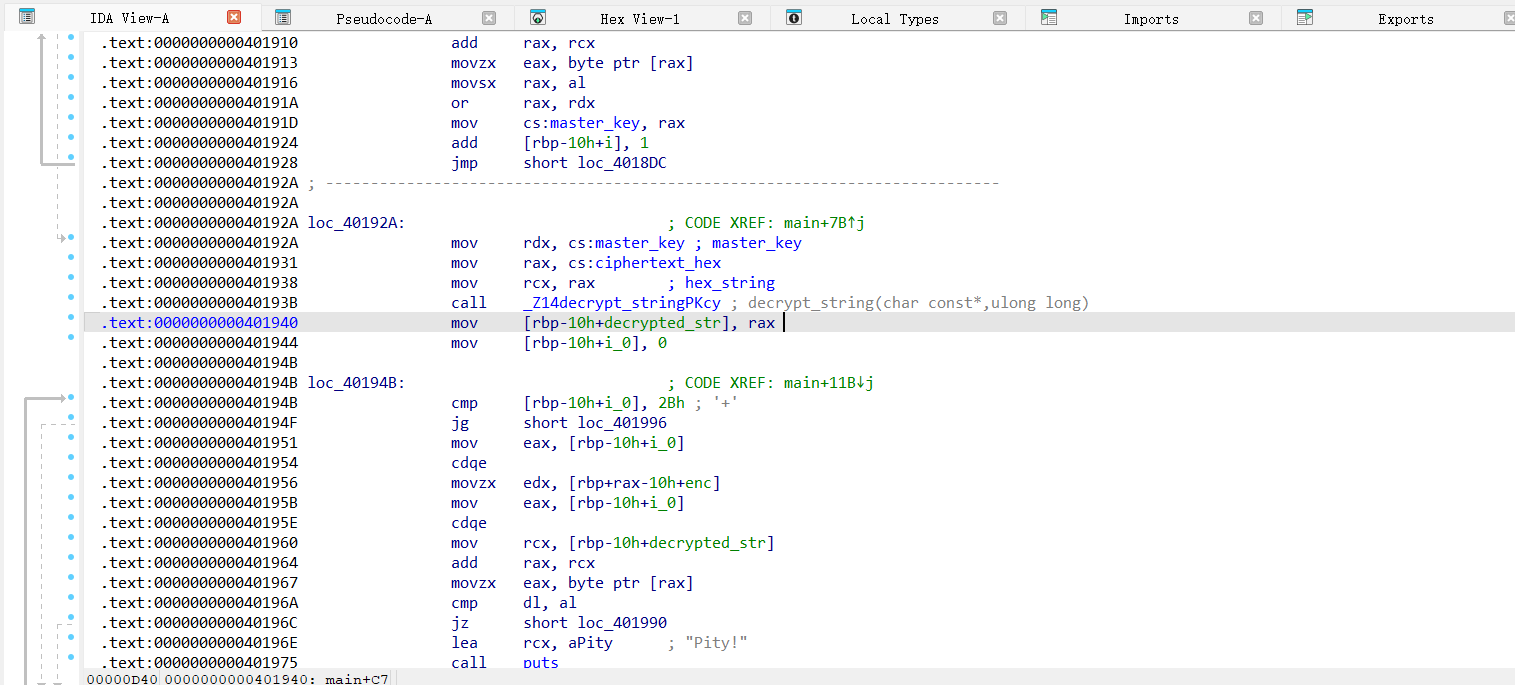 IDA View-A Pseudocode-A Hex View-1 Local Types Imports Exports
.text:0000000000401910 add rax, rcx
.text:0000000000401913 movzx eax, byte ptr [rax]
.text:0000000000401916 movsx rax, al
.text:000000000040191A or rax, rdx
.text:000000000040191D mov cs:master_key, rax
.text:0000000000401924 add [rbp-10h+i], 1
.text:0000000000401928 jmp short loc_4018DC
.text:000000000040192A ; ---------------------------------------------------------------------------
.text:000000000040192A
.text:000000000040192A loc_40192A: ; CODE XREF: main+7B↑j
.text:000000000040192A mov rdx, cs:master_key ; master_key
.text:0000000000401931 mov rax, cs:ciphertext_hex
.text:0000000000401938 mov rcx, rax ; hex_string
.text:000000000040193B call _Z14decrypt_stringPKcy ; decrypt_string(char const*,ulong long)
.text:0000000000401940 mov [rbp-10h+decrypted_str], rax
.text:0000000000401944 mov [rbp-10h+i_0], 0
.text:000000000040194B
.text:000000000040194B loc_40194B: ; CODE XREF: main+11B↓j
.text:000000000040194B cmp [rbp-10h+i_0], 2Bh ; '+'
.text:000000000040194F jg short loc_401996
.text:0000000000401951 mov eax, [rbp-10h+i_0]
.text:0000000000401954 cdqe
.text:0000000000401956 movzx edx, [rbp+rax-10h+enc]
.text:000000000040195B mov eax, [rbp-10h+i_0]
.text:000000000040195E cdqe
.text:0000000000401960 mov rcx, [rbp-10h+decrypted_str]
.text:0000000000401964 add rax, rcx
.text:0000000000401967 movzx eax, byte ptr [rax]
.text:000000000040196A cmp dl, al
.text:000000000040196C jz short loc_401990
.text:000000000040196E lea rcx, aPity ; "Pity!"
.text:0000000000401975 call puts
00000D40 0000000000401940: main+C7